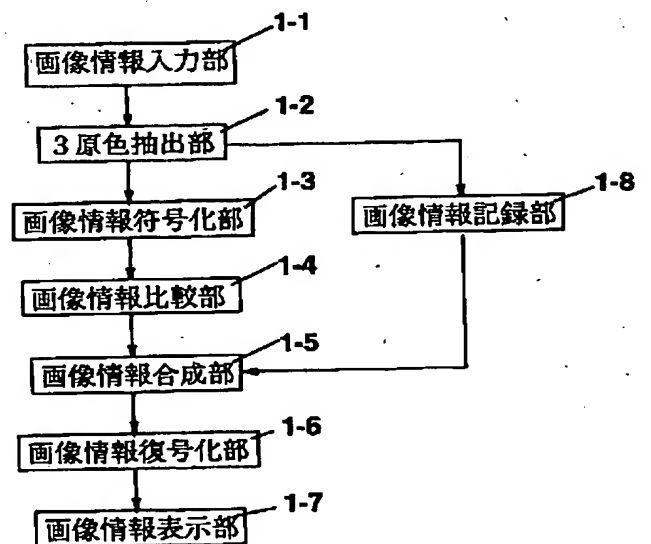 1-1
画像情報入力部
1-2
3原色抽出部
1-3
1-8
画像情報符号化部
画像情報記録部
1-4
画像情報比較部
1-5
画像情報合成部
1-6
画像情報復号化部
1-7
画像情報表示部